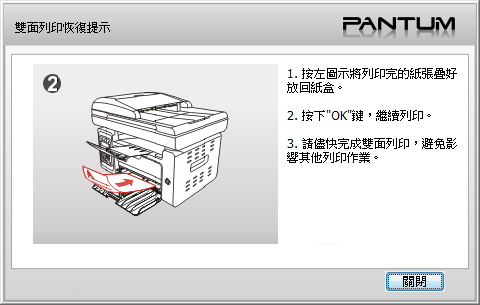 雙面列印恢復提示
PANTUM
2
1. 按左圖示將列印完的紙張疊好
放回紙盒。
2. 按下"OK"鍵，繼續列印。
3. 請儘快完成雙面列印，避免影
響其他列印作業。
關閉